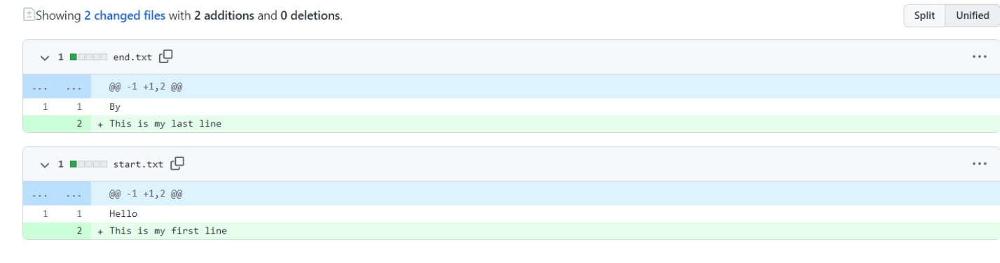 Showing 2 changed files with 2 additions and 0 deletions.
Split Unified
1 end.txt
... ... @@ -1 +1,2 @@
1 1 By
2 + This is my last line
1 start.txt
... ... @@ -1 +1,2 @@
1 1 Hello
2 + This is my first line